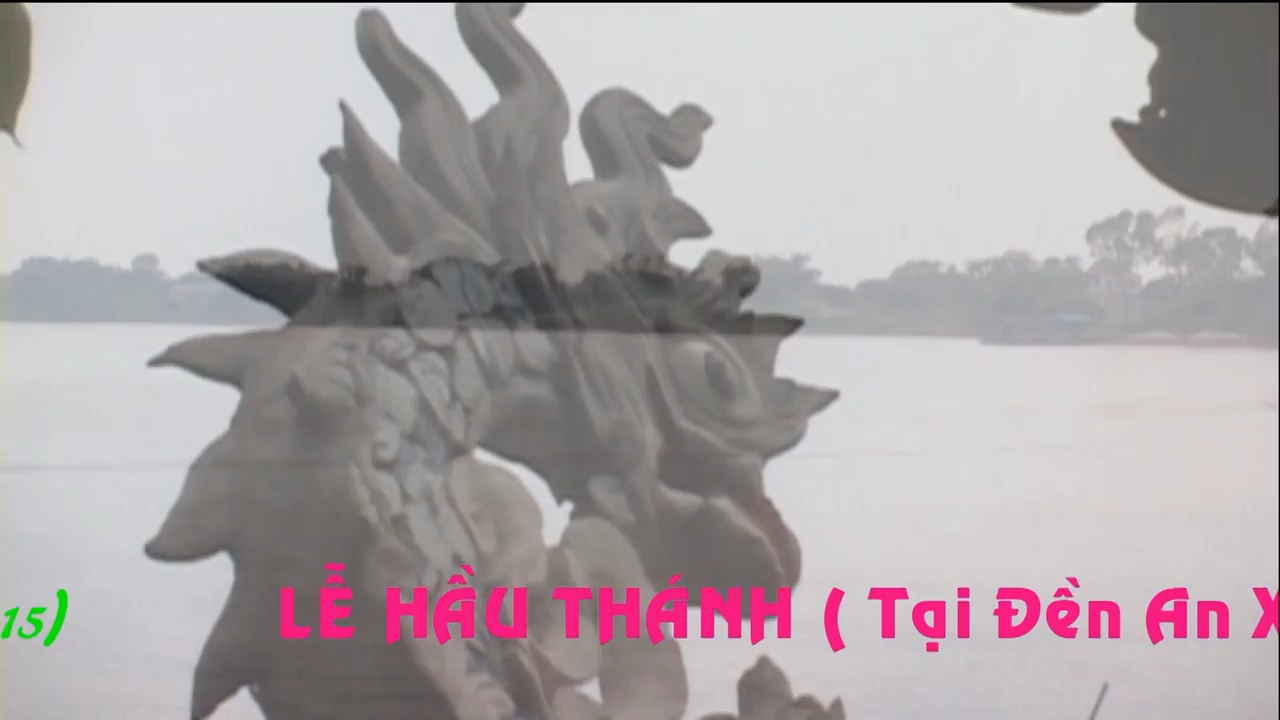 15) LỄ HẦU THÁNH ( Tại Đền An X